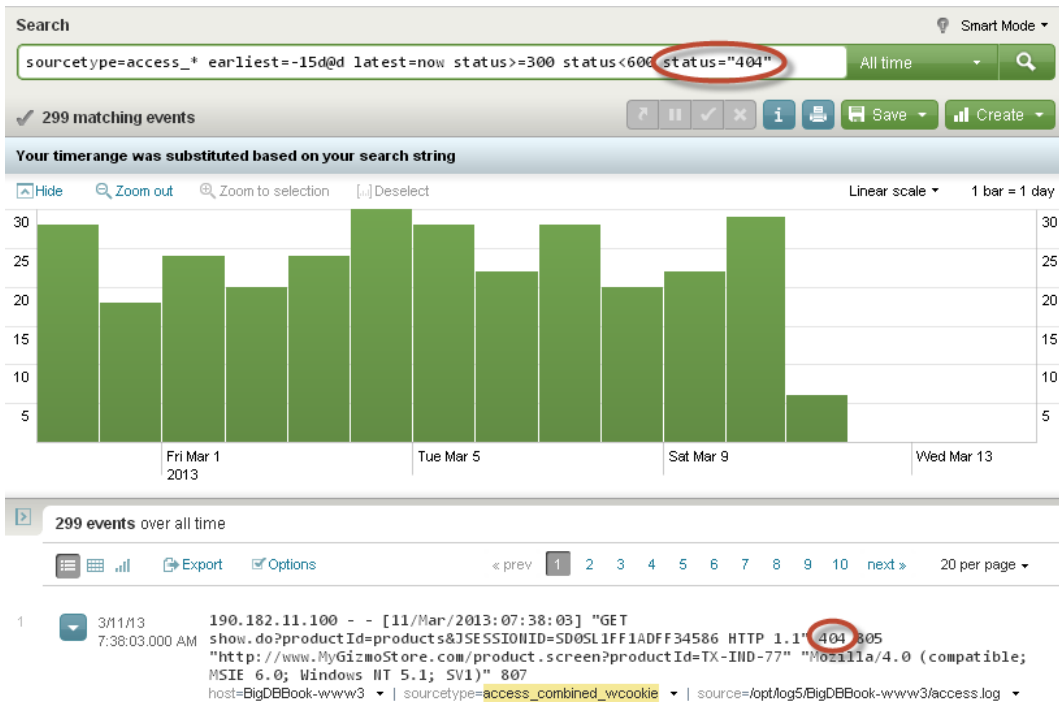 Search
Smart Mode
sourcetype=access_* earliest=-15d@d latest=now status>=300 status<600 status="404"
All time
299 matching events
i
Save
Create
Your timerange was substituted based on your search string
Hide
Zoom out
Zoom to selection
Deselect
Linear scale
1 bar = 1 day
30
30
25
25
20
20
15
15
10
10
5
5
Fri Mar 1
2013
Tue Mar 5
Sat Mar 9
Wed Mar 13
299 events over all time
Export
Options
« prev 1 2 3 4 5 6 7 8 9 10 next »
20 per page
1
3/11/13
7:38:03.000 AM
190.182.11.100 - - [11/Mar/2013:07:38:03] "GET
show.do?productId=products&JSESSIONID=SD0SL1FF1ADFF34586 HTTP 1.1" 404 805
"http://www.MyGizmoStore.com/product.screen?productId=TX-IND-77" "Mozilla/4.0 (compatible;
MSIE 6.0; Windows NT 5.1; SV1)" 807
host=BigDBBook-www3 | sourcetype=access_combined_wcookie | source=/opt/log5/BigDBBook-www3/access.log